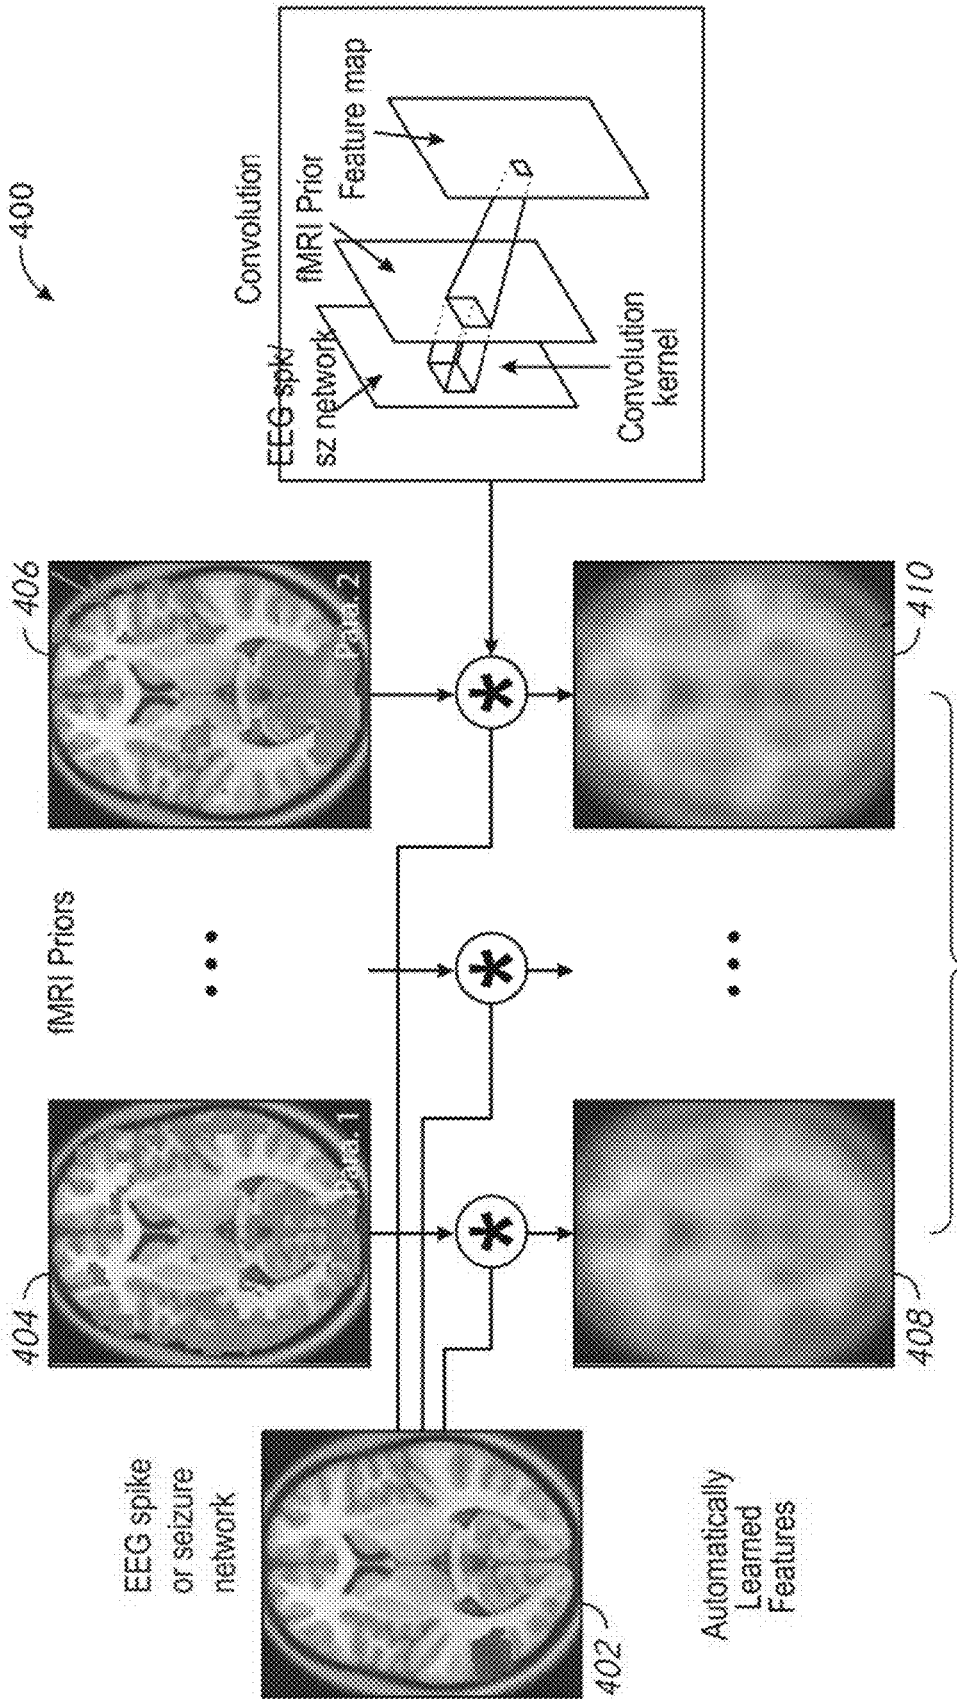 400
EEG spike
or seizure
network
402
fMRI Priors
404
406
Convolution
EEG spk/
sz network
fMRI Prior
Feature map
Convolution
kernel
Automatically
Learned
Features
408
410